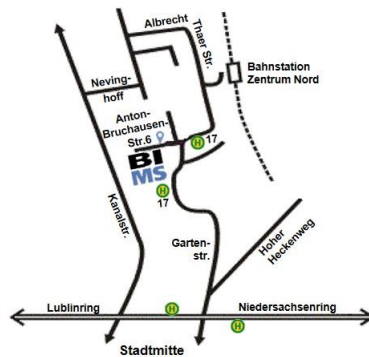 Albrecht
Thaer Str.
Neving-
hoff
Bahnstation
Zentrum Nord
Anton-
Bruchausen-
Str.6
H
17
BI
MS
H
17
Kanalstr.
Garten-
str.
Hoher
Heckenweg
Lublinring
H
Niedersachsenring
H
Stadtmitte